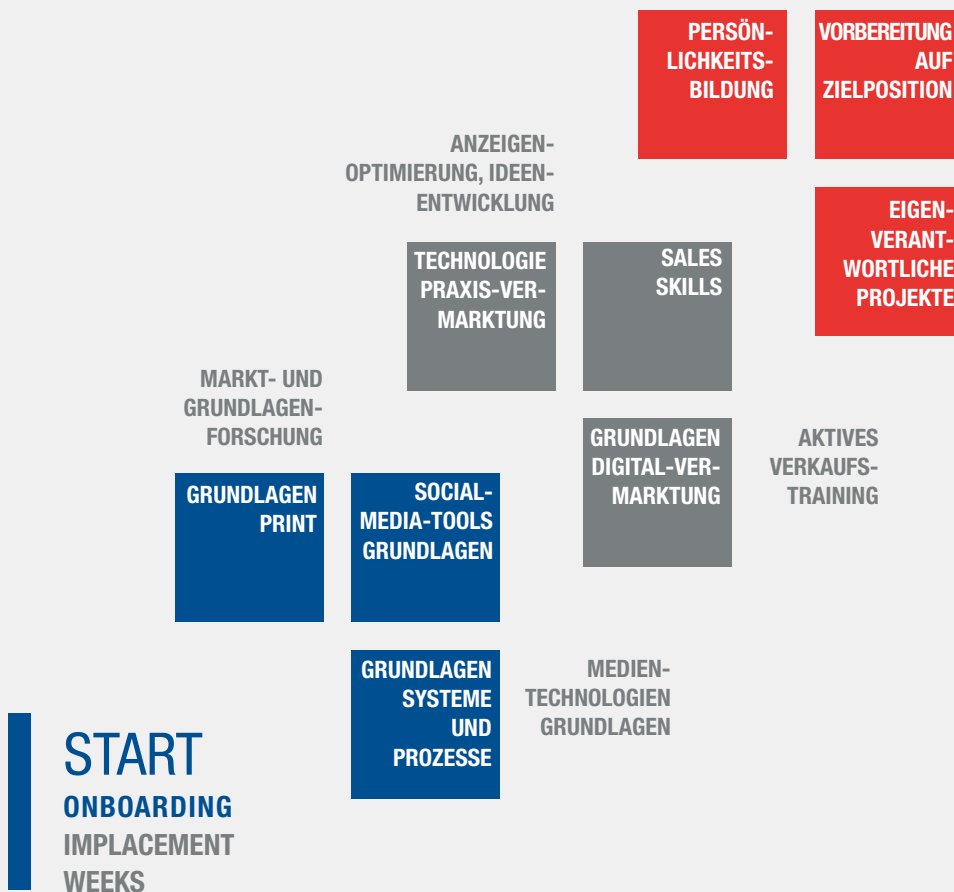 PERSÖN-
LICHKEITS-
BILDUNG
VORBEREITUNG
AUF
ZIELPOSITION
ANZEIGEN-
OPTIMIERUNG, IDEEN-
ENTWICKLUNG
EIGEN-
VERANT-
WORTLICHE
PROJEKTE
TECHNOLOGIE
PRAXIS-VER-
MARKTUNG
SALES
SKILLS
MARKT- UND
GRUNDLAGEN-
FORSCHUNG
GRUNDLAGEN
DIGITAL-VER-
MARKTUNG
AKTIVES
VERKAUFS-
TRAINING
GRUNDLAGEN
PRINT
SOCIAL-
MEDIA-TOOLS
GRUNDLAGEN
GRUNDLAGEN
SYSTEME
UND
PROZESSE
MEDIEN-
TECHNOLOGIEN
GRUNDLAGEN
START
ONBOARDING
IMPLACEMENT
WEEKS